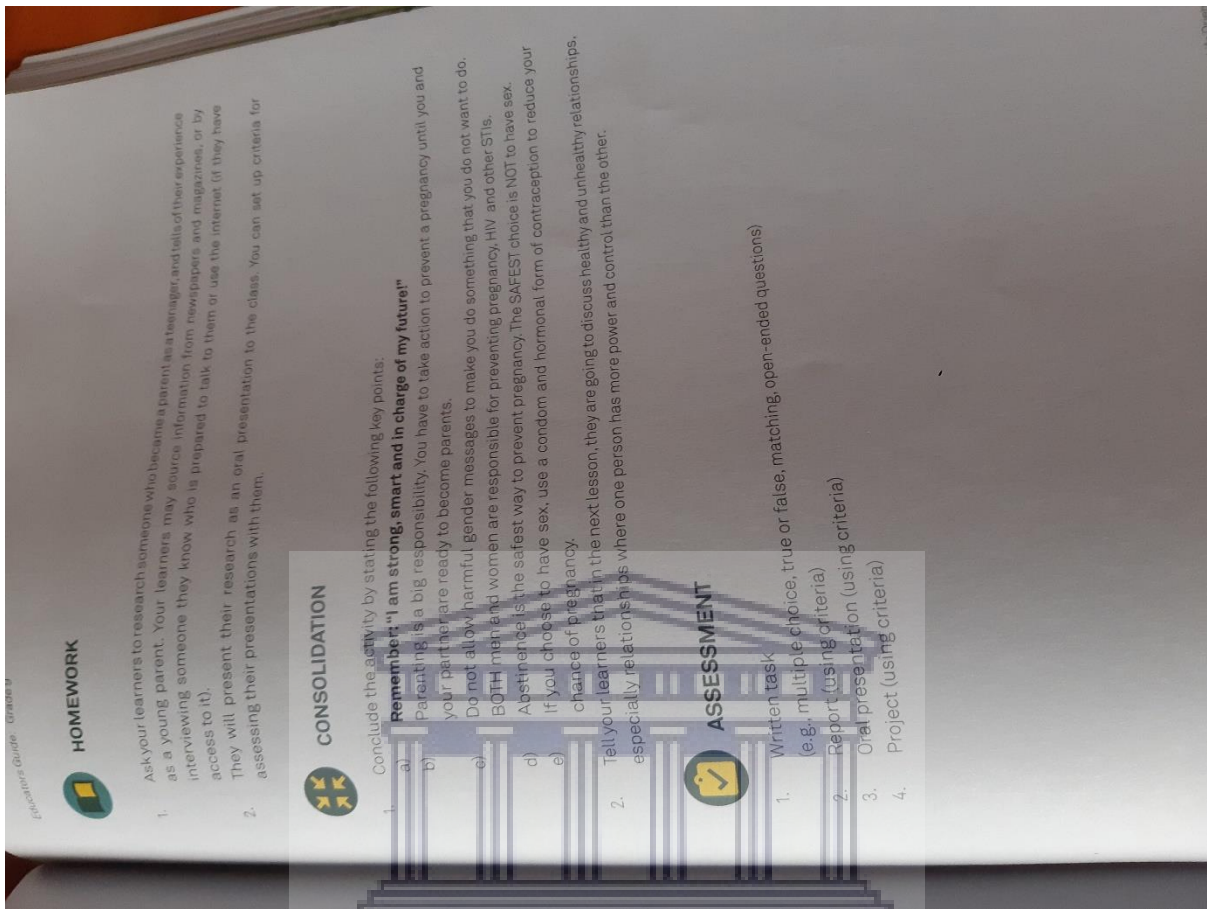 Educators Guide Grade 9
HOMEWORK
1. Ask your learners to research someone who became a parent as a teenager, and tells of their experience
as a young parent. Your learners may source information from newspapers and magazines, or by
interviewing someone they know who is prepared to talk to them or use the internet (if they have
access to it).
2. They will present their research as an oral presentation to the class. You can set up criteria for
assessing their presentations with them.
CONSOLIDATION
1. Conclude the activity by stating the following key points:
a) Remember: "I am strong, smart and in charge of my future!"
b) Parenting is a big responsibility. You have to take action to prevent a pregnancy until you and
your partner are ready to become parents.
c) Do not allow harmful gender messages to make you do something that you do not want to do.
BOTH men and women are responsible for preventing pregnancy, HIV and other STIs.
d) Abstinence is the safest way to prevent pregnancy. The SAFEST choice is NOT to have sex.
e) If you choose to have sex, use a condom and hormonal form of contraception to reduce your
chance of pregnancy.
2. Tell your learners that in the next lesson, they are going to discuss healthy and unhealthy relationships,
especially relationships where one person has more power and control than the other.
ASSESSMENT
1. Written task
(e.g., multiple choice, true or false, matching, open-ended questions)
2. Report (using criteria)
3. Oral presentation (using criteria)
4. Project (using criteria)